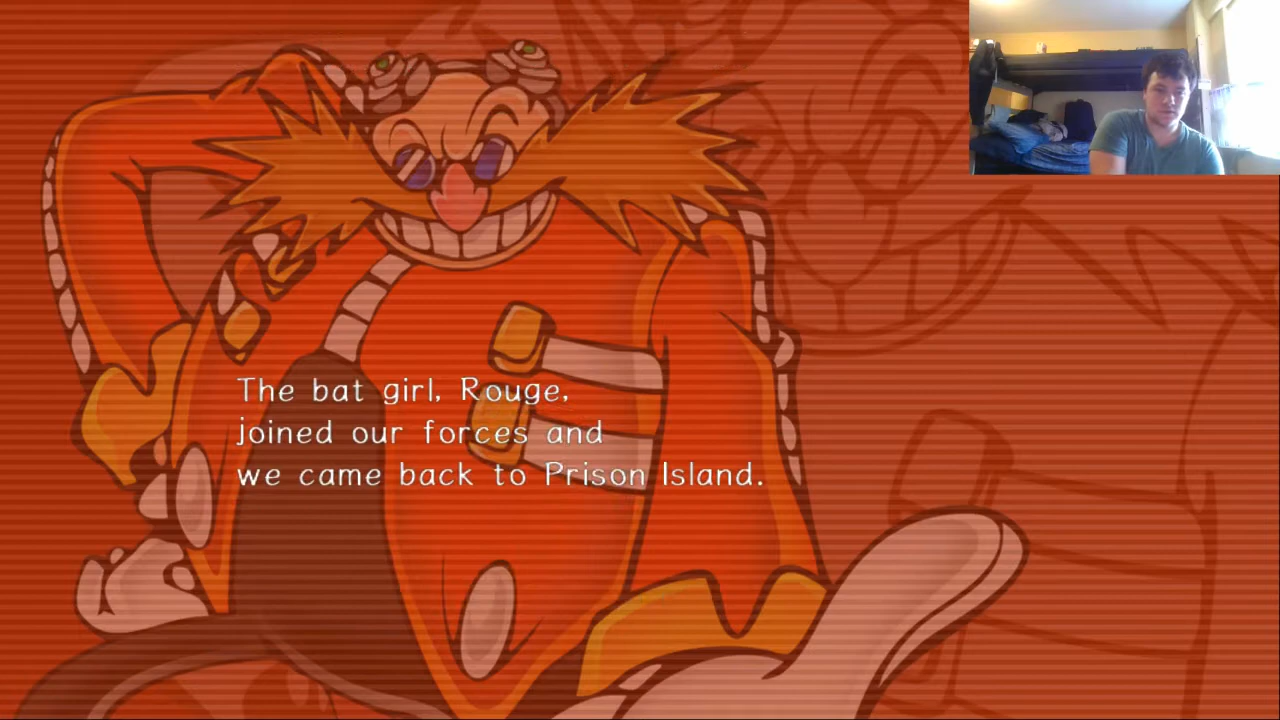 The bat girl, Rouge,
joined our forces and
we came back to Prison Island.